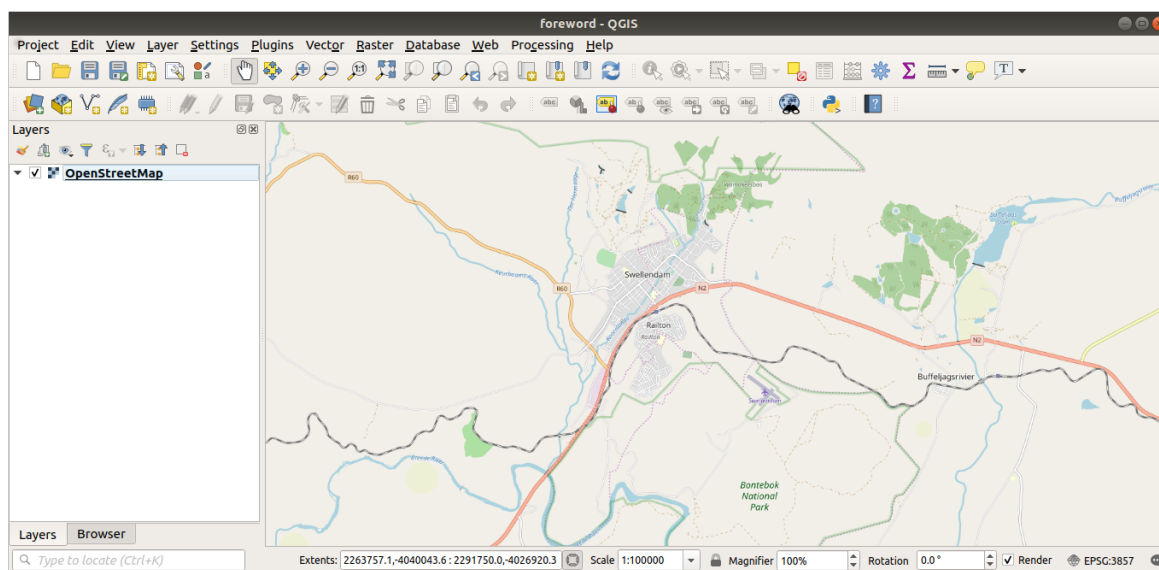 foreword - QGIS
Project Edit View Layer Settings Plugins Vector Raster Database Web Processing Help
Layers
OpenStreetMap
R60
Swellendam
R60
N2
Railton
Railton
N2
Buffeljagsrivier
Bontebok
National
Park
Layers Browser
Type to locate (Ctrl+K) Extents: 2263757.1,-4040043.6 : 2291750.0,-4026920.3 Scale 1:100000 Magnifier 100% Rotation 0.0 ° Render EPSG:3857